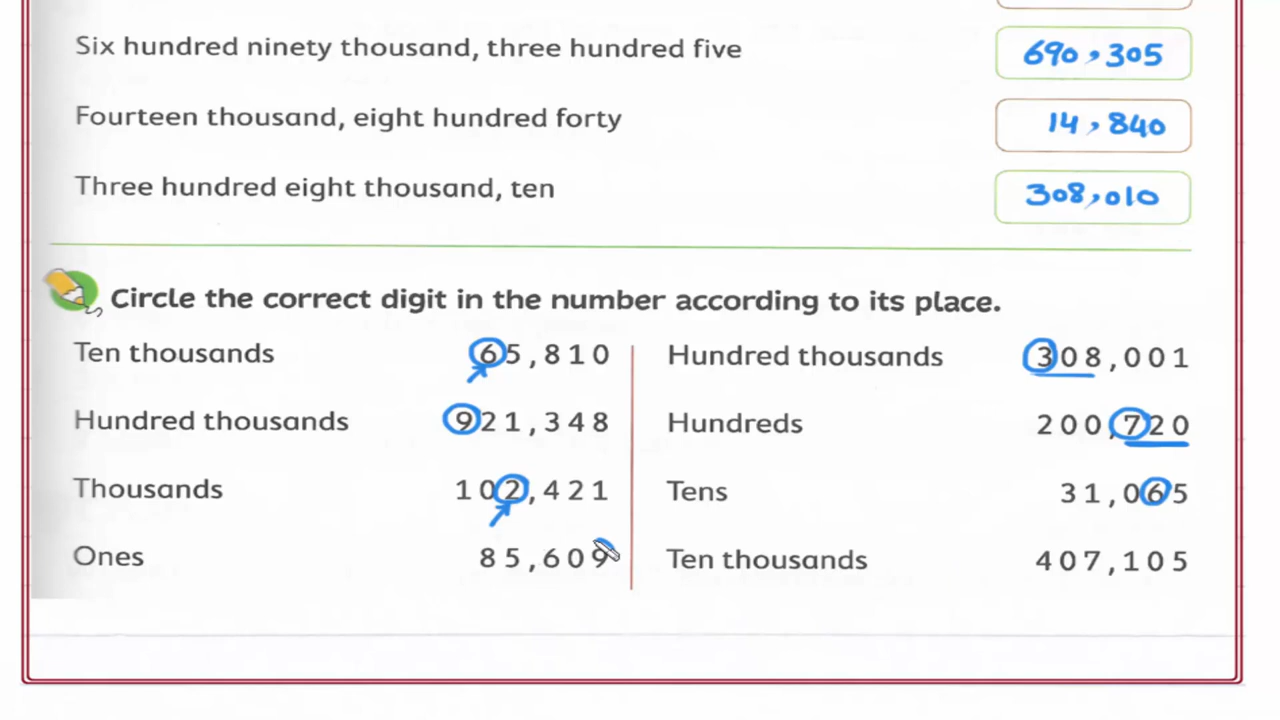 Six hundred ninety thousand, three hundred five 690,305
Fourteen thousand, eight hundred forty 14,840
Three hundred eight thousand, ten 308,010
Circle the correct digit in the number according to its place.
Ten thousands 65,810
Hundred thousands 921,348
Thousands 102,421
Ones 85,609
Hundred thousands 308,001
Hundreds 200,720
Tens 31,065
Ten thousands 407,105